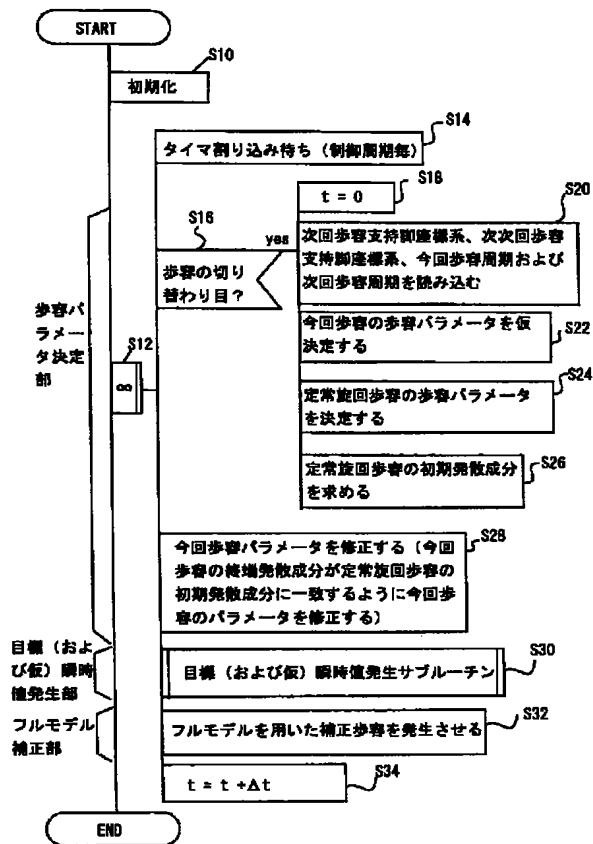 START
S10
初期化
S14
タイマ割り込み待ち（制御周期毎）
S18
t = 0
S16
yes
歩容の切り
替わり目？
S20
次回歩容支持脚座標系、次次回歩容
支持脚座標系、今回歩容周期および
次回歩容周期を読み込む
S22
今回歩容の歩容パラメータを仮
決定する
S24
定常旋回歩容の歩容パラメータ
を決定する
S26
定常旋回歩容の初期発散成分
を求める
歩容パ
ラメー
タ決定
部
S12
∞
S28
今回歩容パラメータを修正する（今回
歩容の終端発散成分が定常旋回歩容の
初期発散成分に一致するように今回歩
容のパラメータを修正する）
目標（およ
び仮）瞬時
値発生部
S30
目標（および仮）瞬時値発生サブルーチン
フルモデル
補正部
S32
フルモデルを用いた補正歩容を発生させる
S34
t = t +Δt
END